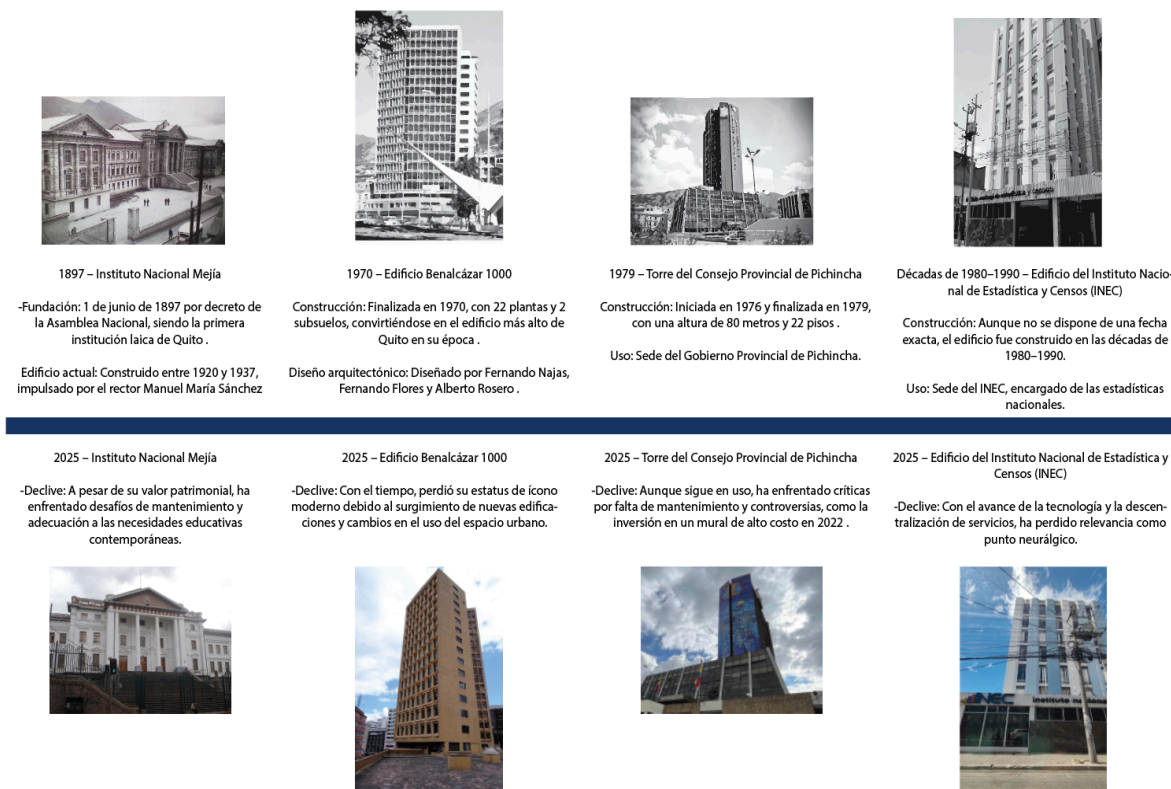 1897 – Instituto Nacional Mejía
-Fundación: 1 de junio de 1897 por decreto de
la Asamblea Nacional, siendo la primera
institución laica de Quito .
Edificio actual: Construido entre 1920 y 1937,
impulsado por el rector Manuel María Sánchez
1970 – Edificio Benalcázar 1000
Construcción: Finalizada en 1970, con 22 plantas y 2
subsuelos, convirtiéndose en el edificio más alto de
Quito en su época .
Diseño arquitectónico: Diseñado por Fernando Najas,
Fernando Flores y Alberto Rosero .
1979 – Torre del Consejo Provincial de Pichincha
Construcción: Iniciada en 1976 y finalizada en 1979,
con una altura de 80 metros y 22 pisos .
Uso: Sede del Gobierno Provincial de Pichincha.
Décadas de 1980–1990 – Edificio del Instituto Nacio-
nal de Estadística y Censos (INEC)
Construcción: Aunque no se dispone de una fecha
exacta, el edificio fue construido en las décadas de
1980–1990.
Uso: Sede del INEC, encargado de las estadísticas
nacionales.
2025 – Instituto Nacional Mejía
-Declive: A pesar de su valor patrimonial, ha
enfrentado desafíos de mantenimiento y
adecuación a las necesidades educativas
contemporáneas.
2025 – Edificio Benalcázar 1000
-Declive: Con el tiempo, perdió su estatus de ícono
moderno debido al surgimiento de nuevas edifica-
ciones y cambios en el uso del espacio urbano.
2025 – Torre del Consejo Provincial de Pichincha
-Declive: Aunque sigue en uso, ha enfrentado críticas
por falta de mantenimiento y controversias, como la
inversión en un mural de alto costo en 2022 .
2025 – Edificio del Instituto Nacional de Estadística y
Censos (INEC)
-Declive: Con el avance de la tecnología y la descen-
tralización de servicios, ha perdido relevancia como
punto neurálgico.
INEC
instituto